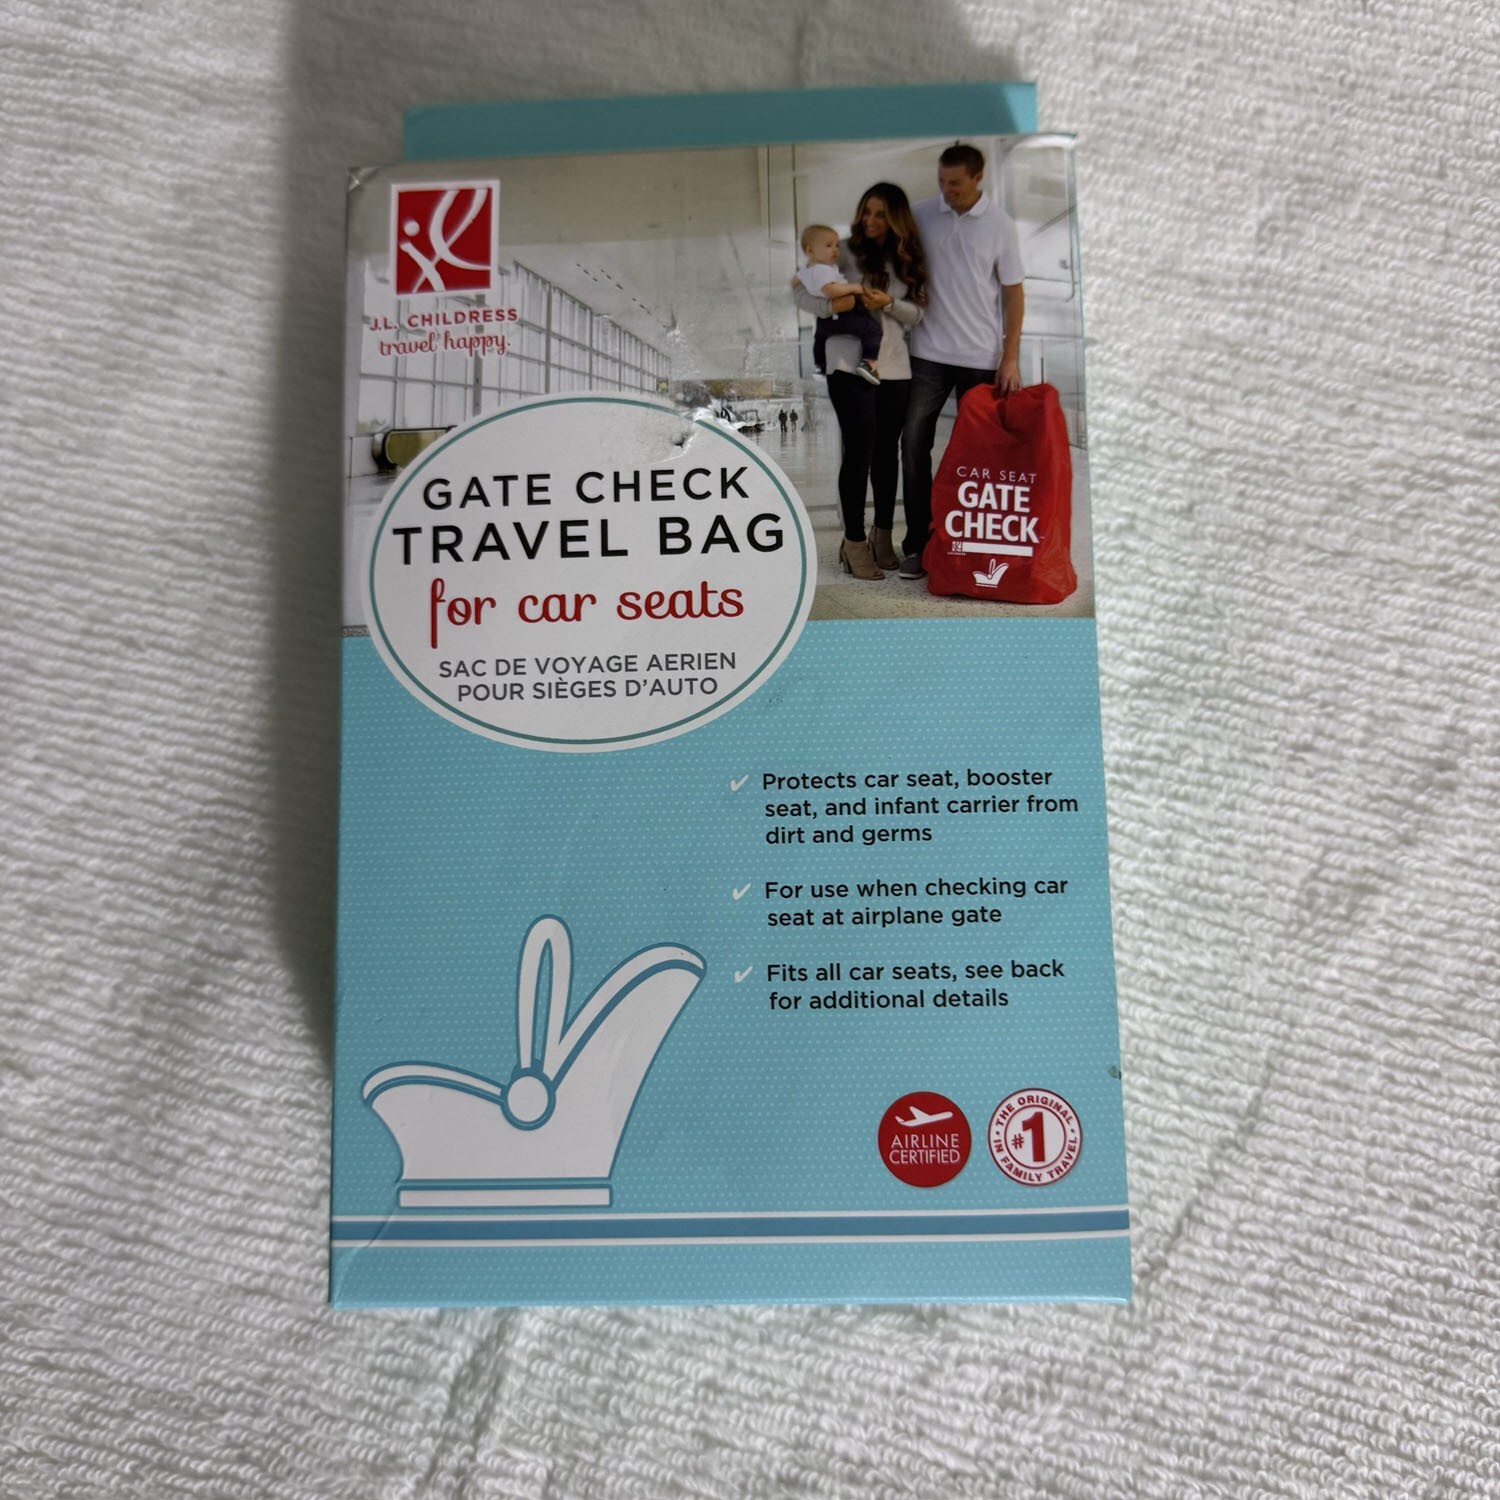 J.L. CHILDRESS
travel happy.
GATE CHECK
TRAVEL BAG
for car seats
SAC DE VOYAGE AERIEN
POUR SIÈGES D'AUTO
CAR SEAT
GATE
CHECK
Protects car seat, booster
seat, and infant carrier from
dirt and germs
For use when checking car
seat at airplane gate
Fits all car seats, see back
for additional details
AIRLINE
CERTIFIED
THE ORIGINAL
#1
IN FAMILY TRAVEL